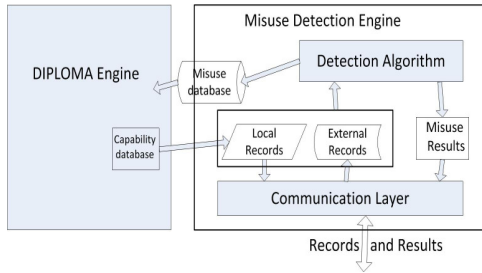 Misuse Detection Engine
DIPLOMA Engine
Misuse
database
Detection Algorithm
Capability
database
Local
Records
External
Records
Misuse
Results
Communication Layer
Records and Results